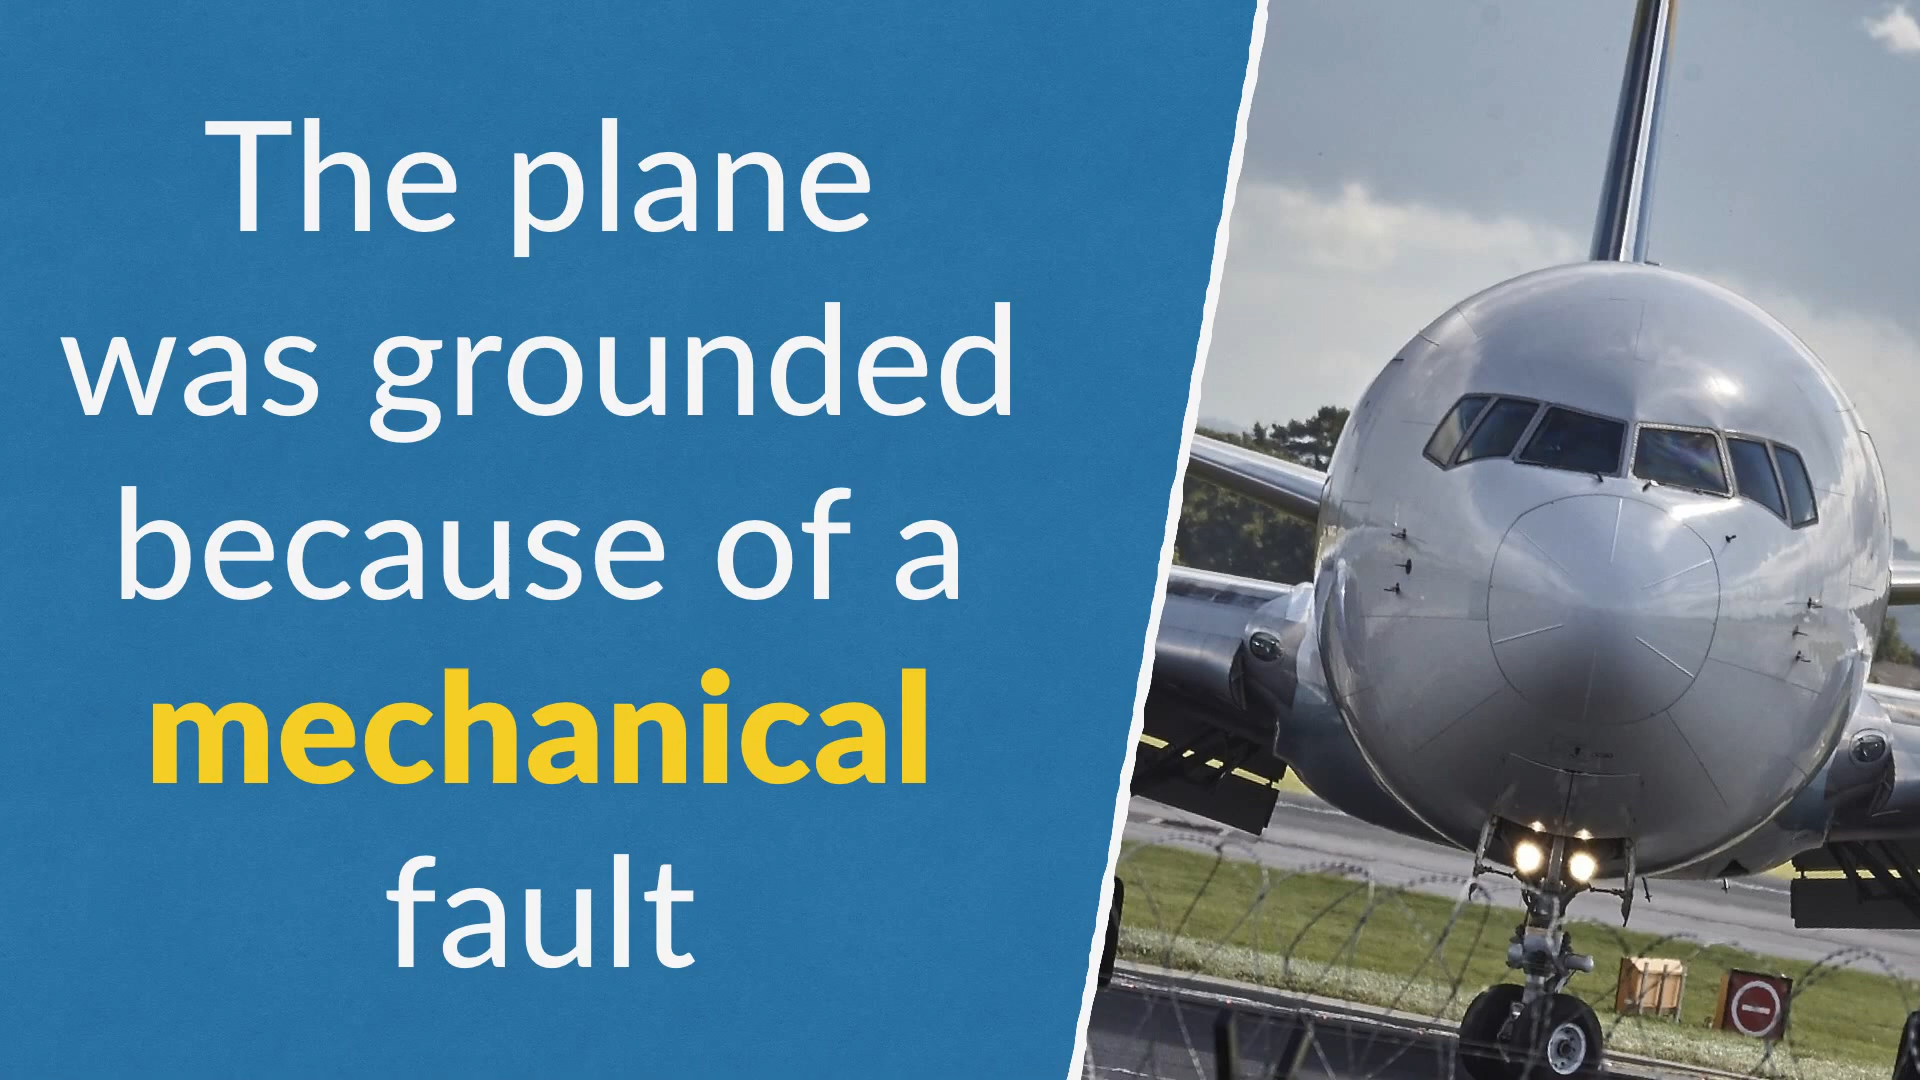 The plane
was grounded
because of a
mechanical
fault